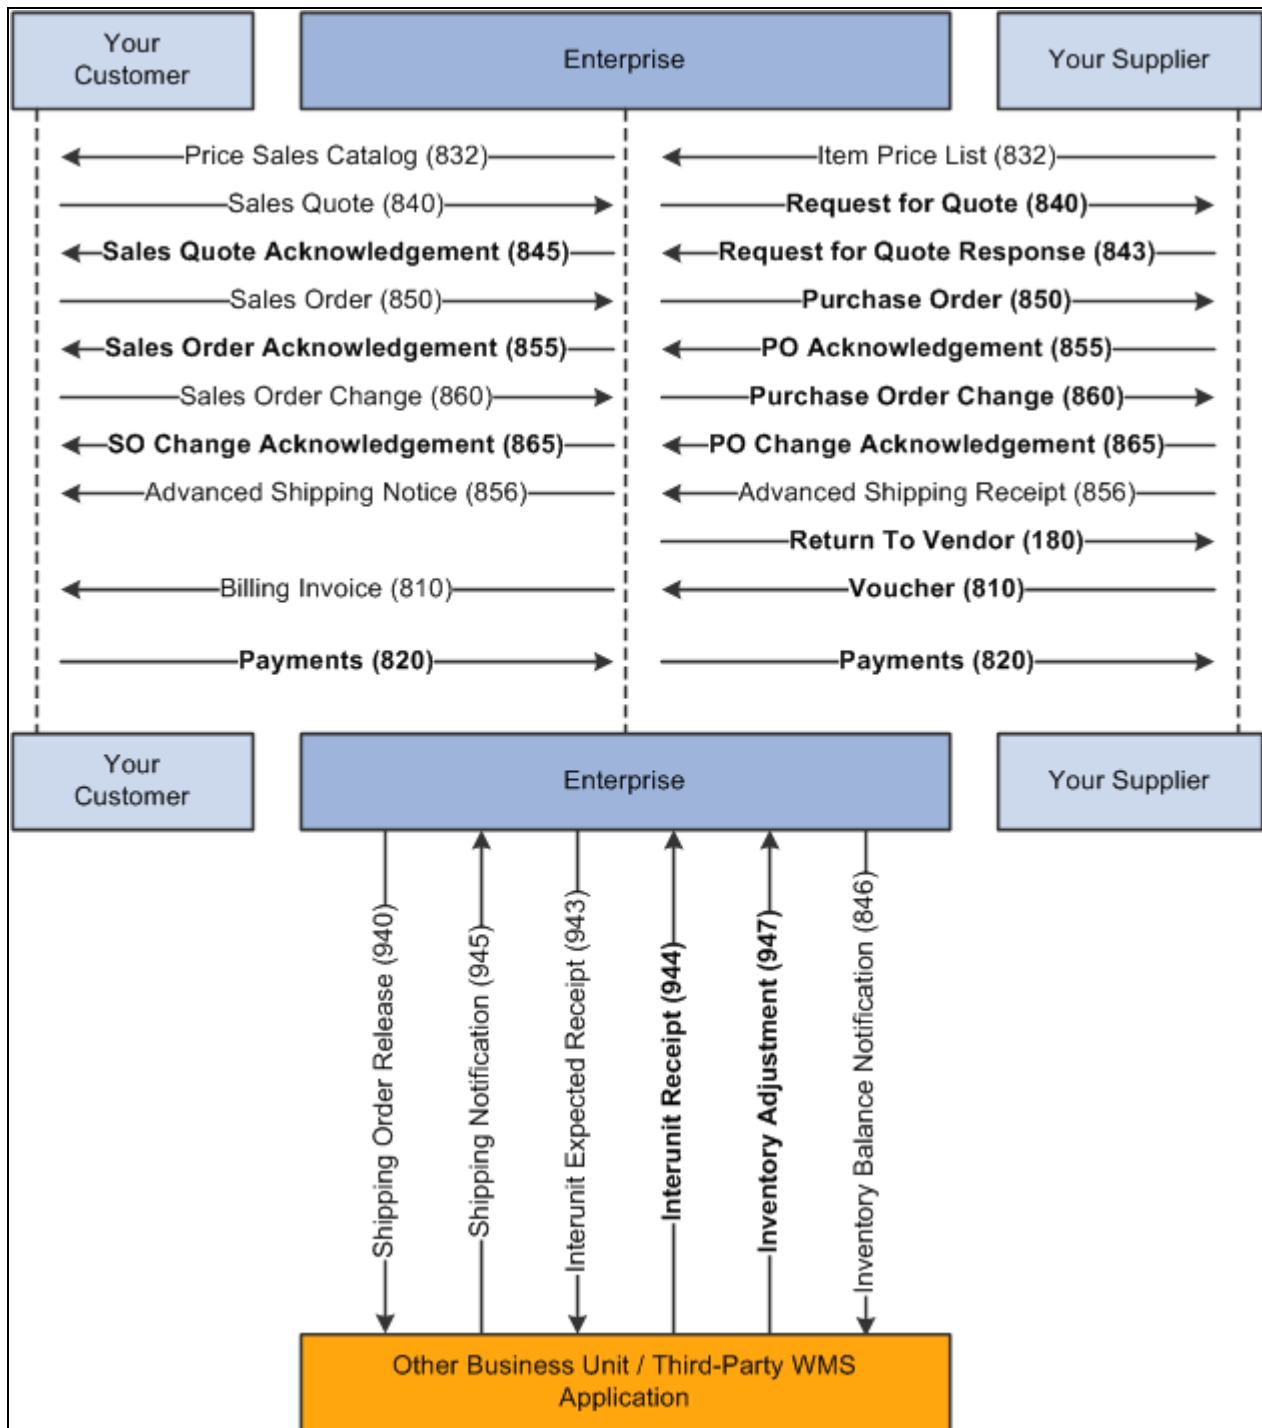 Your
Customer
Enterprise
Your Supplier
Price Sales Catalog (832)
Item Price List (832)
Sales Quote (840)
Request for Quote (840)
Sales Quote Acknowledgement (845)
Request for Quote Response (843)
Sales Order (850)
Purchase Order (850)
Sales Order Acknowledgement (855)
PO Acknowledgement (855)
Sales Order Change (860)
Purchase Order Change (860)
SO Change Acknowledgement (865)
PO Change Acknowledgement (865)
Advanced Shipping Notice (856)
Advanced Shipping Receipt (856)
Return To Vendor (180)
Billing Invoice (810)
Voucher (810)
Payments (820)
Payments (820)
Your
Customer
Enterprise
Your Supplier
Shipping Order Release (940)
Shipping Notification (945)
Interunit Expected Receipt (943)
Interunit Receipt (944)
Inventory Adjustment (947)
Inventory Balance Notification (846)
Other Business Unit / Third-Party WMS
Application